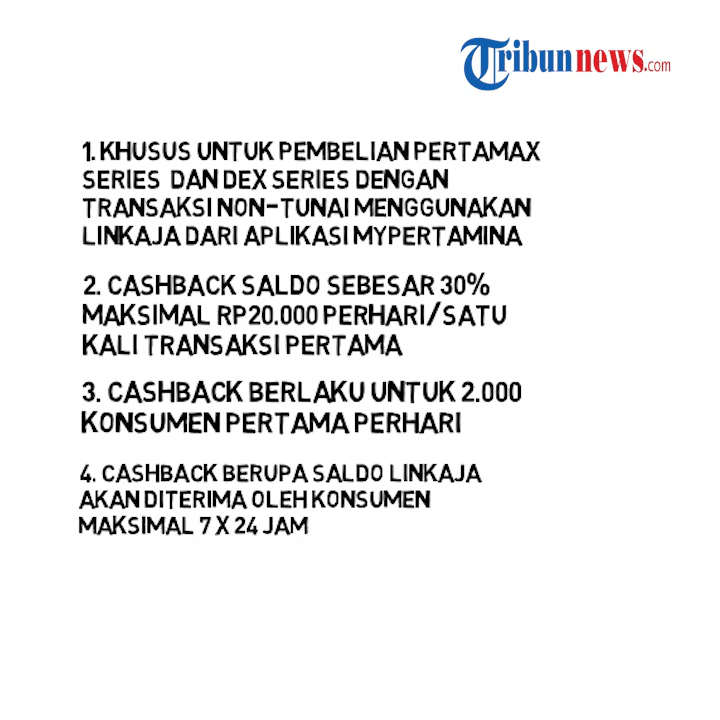 Tribunnews.com
1. KHUSUS UNTUK PEMBELIAN PERTAMAX
SERIES DAN DEX SERIES DENGAN
TRANSAKSI NON-TUNAI MENGGUNAKAN
LINKAJA DARI APLIKASI MYPERTAMINA
2. CASHBACK SALDO SEBESAR 30%
MAKSIMAL RP20.000 PERHARI/SATU
KALI TRANSAKSI PERTAMA
3. CASHBACK BERLAKU UNTUK 2.000
KONSUMEN PERTAMA PERHARI
4. CASHBACK BERUPA SALDO LINKAJA
AKAN DITERIMA OLEH KONSUMEN
MAKSIMAL 7 X 24 JAM